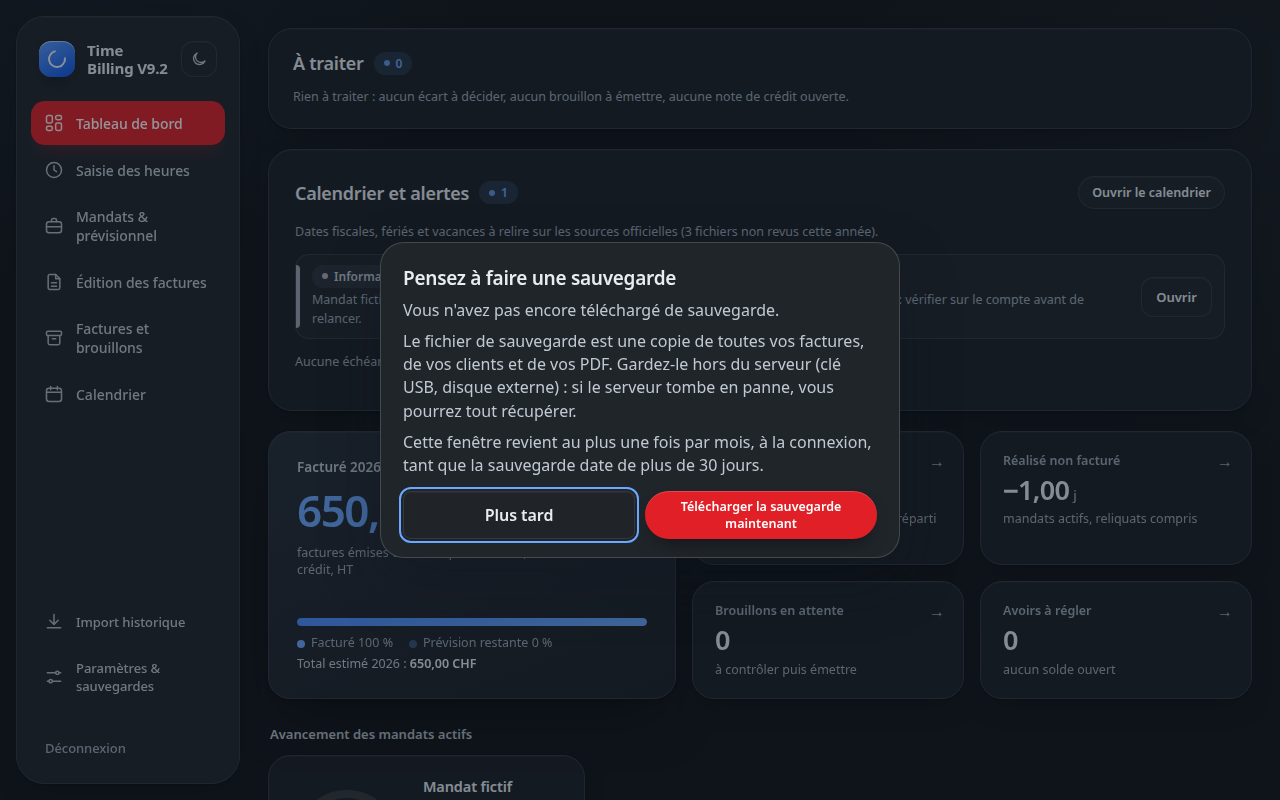 Time
Billing V9.2
Tableau de bord
Saisie des heures
Mandats &
prévisionnel
Édition des factures
Factures et
brouillons
Calendrier
Import historique
Paramètres &
sauvegardes
Déconnexion
À traiter
0
Rien à traiter : aucun écart à décider, aucun brouillon à émettre, aucune note de crédit ouverte.
Calendrier et alertes
1
Ouvrir le calendrier
Dates fiscales, fériés et vacances à relire sur les sources officielles (3 fichiers non revus cette année).
Mandat
: vérifier sur le compte avant de
relancer.
Ouvrir
Aucune
Pensez à faire une sauvegarde
Vous n'avez pas encore téléchargé de sauvegarde.
Le fichier de sauvegarde est une copie de toutes vos factures,
de vos clients et de vos PDF. Gardez-le hors du serveur (clé
USB, disque externe) : si le serveur tombe en panne, vous
pourrez tout récupérer.
Cette fenêtre revient au plus une fois par mois, à la connexion,
tant que la sauvegarde date de plus de 30 jours.
Plus tard
Télécharger la sauvegarde
maintenant
Facturé 2026
650,
factures émises
crédit, HT
Facturé 100 %
Prévision restante 0 %
Total estimé 2026 : 650,00 CHF
→
Réalisé non facturé
→
−1,00 j
mandats actifs, reliquats compris
Brouillons en attente
→
0
à contrôler puis émettre
Avoirs à régler
→
0
aucun solde ouvert
Avancement des mandats actifs
Mandat fictif